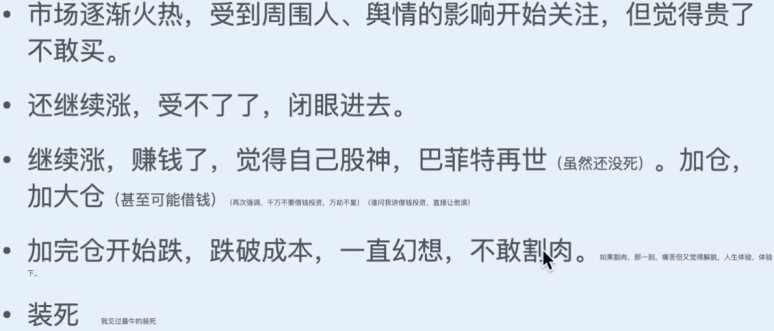 • 市场逐渐火热，受到周围人、舆情的影响开始关注，但觉得贵了
不敢买。
• 还继续涨，受不了了，闭眼进去。
• 继续涨，赚钱了，觉得自己股神，巴菲特再世（虽然还没死）。加仓，
加大仓（甚至可能借钱）（再次强调，千万不要借钱投资，万劫不复）（谁问我讲借钱投资，直接让他滚）
• 加完仓开始跌，跌破成本，一直幻想，不敢割肉。如果割肉，那一刻，痛苦但又觉得解脱，人生体验，体验
下。
• 装死 我见过最牛的装死